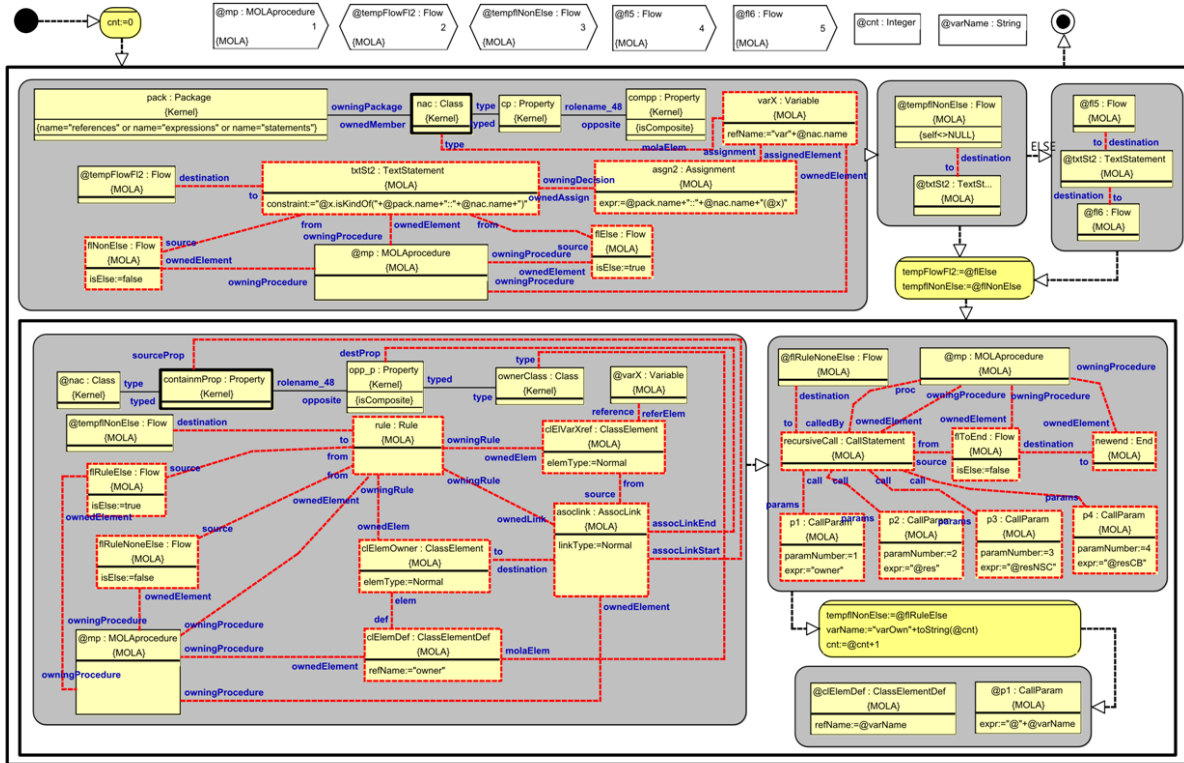 cnt:=0
@mp : MOLAprocedure
1
{MOLA}
@tempFlowFl2 : Flow
2
{MOLA}
@tempflNonElse : Flow
3
{MOLA}
@fl5 : Flow
4
{MOLA}
@fl6 : Flow
5
{MOLA}
@cnt : Integer
@varName : String
pack : Package
{Kernel}
{name="references" or name="expressions" or name="statements"}
owningPackage
ownedMember
nac : Class
{Kernel}
type
typed
cp : Property
{Kernel}
rolename_48
opposite
compp : Property
{Kernel}
{isComposite}
varX : Variable
{MOLA}
refName:="var"+@nac.name
type
molaElem
assignment
assignedElement
ownedElement
@tempFlowFl2 : Flow
{MOLA}
destination
to
txtSt2 : TextStatement
{MOLA}
constraint:="@x.isKindOf("+@pack.name+"::"+@nac.name+")"
owningDecision
ownedAssign
asgn2 : Assignment
{MOLA}
expr:=@pack.name+"::"+@nac.name+"(@x)"
from
owningProcedure
ownedElement
from
flNonElse : Flow
{MOLA}
isElse:=false
source
ownedElement
owningProcedure
@mp : MOLAprocedure
{MOLA}
source
owningProcedure
ownedElement
owningProcedure
flElse : Flow
{MOLA}
isElse:=true
@tempflNonElse : Flow
{MOLA}
{self<>NULL}
destination
to
@txtSt2 : TextSt...
{MOLA}
ELSE
@fl5 : Flow
{MOLA}
to
destination
@txtSt2 : TextStatement
{MOLA}
destination
to
@fl6 : Flow
{MOLA}
tempFlowFl2:=@flElse
tempflNonElse:=@flNonElse
sourceProp
destProp
type
@nac : Class
{Kernel}
type
typed
containmProp : Property
{Kernel}
rolename_48
opposite
opp_p : Property
{Kernel}
{isComposite}
typed
type
ownerClass : Class
{Kernel}
@varX : Variable
{MOLA}
reference
referElem
@tempflNonElse : Flow
{MOLA}
destination
to
from
rule : Rule
{MOLA}
owningRule
ownedElem
clElVarXref : ClassElement
{MOLA}
elemType:=Normal
flRuleElse : Flow
{MOLA}
isElse:=true
source
ownedElement
ownedElement
owningRule
owningRule
from
source
flRuleNoneElse : Flow
{MOLA}
isElse:=false
source
ownedElement
ownedElem
ownedLink
asoclink : AssocLink
{MOLA}
linkType:=Normal
assocLinkEnd
assocLinkStart
ownedElement
clElemOwner : ClassElement
{MOLA}
elemType:=Normal
to
destination
elem
def
owningProcedure
owningProcedure
@mp : MOLAprocedure
{MOLA}
owningProcedure
owningProcedure
owningProcedure
ownedElement
clElemDef : ClassElementDef
{MOLA}
refName:="owner"
molaElem
@flRuleNoneElse : Flow
{MOLA}
destination
to
@mp : MOLAprocedure
{MOLA}
proc
calledBy
owningProcedure
owningProcedure
owningProcedure
ownedElement
ownedElement
ownedElement
recursiveCall : CallStatement
{MOLA}
from
source
flToEnd : Flow
{MOLA}
isElse:=false
destination
to
newend : End
{MOLA}
call
call
call
call
params
params
params
params
p1 : CallParam
{MOLA}
paramNumber:=1
expr:="owner"
p2 : CallParam
{MOLA}
paramNumber:=2
expr:="@res"
p3 : CallParam
{MOLA}
paramNumber:=3
expr:="@resNSC"
p4 : CallParam
{MOLA}
paramNumber:=4
expr:="@resCB"
tempflNonElse:=@flRuleElse
varName:="varOwn"+toString(@cnt)
cnt:=@cnt+1
@clElemDef : ClassElementDef
{MOLA}
refName:=@varName
@p1 : CallParam
{MOLA}
expr:="@"+@varName